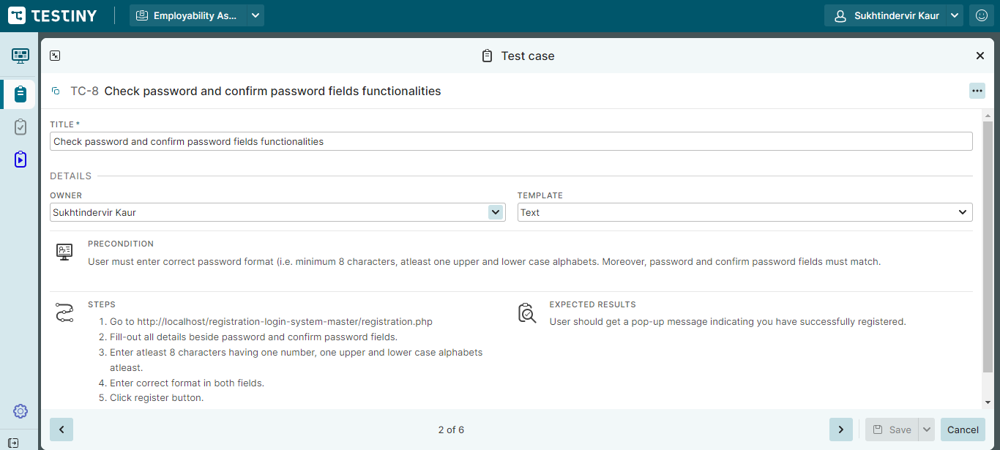 TESTINY
Employability As...
Sukhtindervir Kaur
Test case
TC-8 Check password and confirm password fields functionalities
TITLE *
Check password and confirm password fields functionalities
DETAILS
OWNER
TEMPLATE
Sukhtindervir Kaur
Text
PRECONDITION
User must enter correct password format (i.e. minimum 8 characters, atleast one upper and lower case alphabets. Moreover, password and confirm password fields must match.
STEPS
1. Go to http://localhost/registration-login-system-master/registration.php
2. Fill-out all details beside password and confirm password fields.
3. Enter atleast 8 characters having one number, one upper and lower case alphabets
atleast.
4. Enter correct format in both fields.
5. Click register button.
EXPECTED RESULTS
User should get a pop-up message indicating you have successfully registered.
2 of 6
Save
Cancel